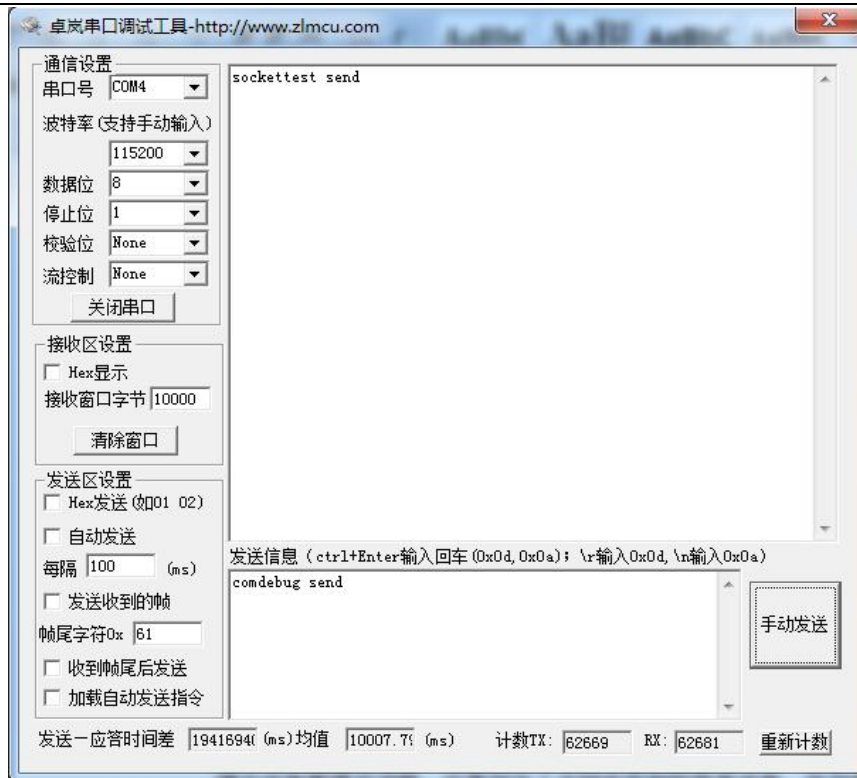 卓岚串口调试工具-http://www.zlmcu.com
通信设置
串口号 COM4
波特率(支持手动输入)
115200
数据位 8
停止位 1
校验位 None
流控制 None
关闭串口
接收区设置
Hex显示
接收窗口字节 10000
清除窗口
发送区设置
Hex发送(如01 02)
自动发送
每隔 100 (ms)
发送收到的帧
帧尾字符0x 61
收到帧尾后发送
加载自动发送指令
sockettest send
发送信息（ctrl+Enter输入回车(0x0d,0x0a)；\r输入0x0d,\n输入0x0a)
comdebug send
手动发送
发送一应答时间差 1941694 (ms)均值 10007.79 (ms) 计数TX: 62669 RX: 62681 重新计数